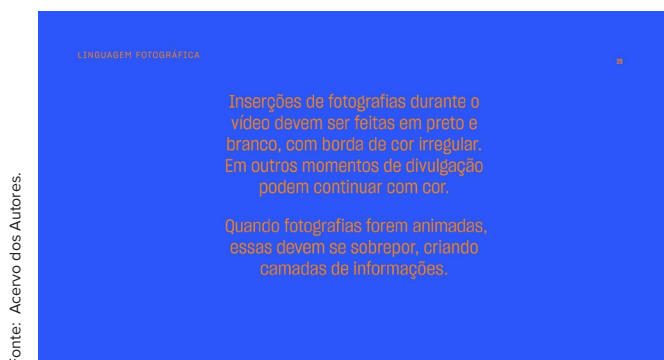 LINGUAGEM FOTOGRÁFICA
Inserções de fotografias durante o
vídeo devem ser feitas em preto e
branco, com borda de cor irregular.
Em outros momentos de divulgação
podem continuar com cor.
Quando fotografias forem animadas,
essas devem se sobrepor, criando
camadas de informações.
Fonte: Acervo dos Autores.